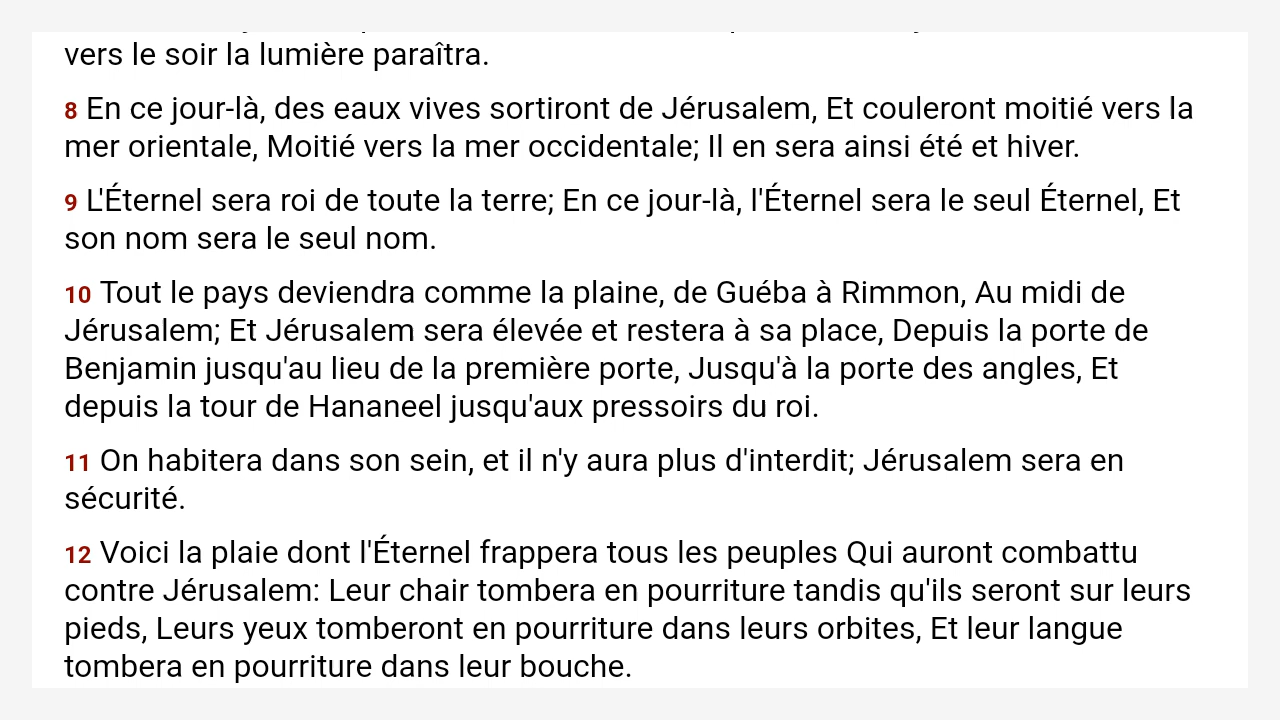 vers le soir la lumière paraîtra.
8 En ce jour-là, des eaux vives sortiront de Jérusalem, Et couleront moitié vers la
mer orientale, Moitié vers la mer occidentale; Il en sera ainsi été et hiver.
9 L'Éternel sera roi de toute la terre; En ce jour-là, l'Éternel sera le seul Éternel, Et
son nom sera le seul nom.
10 Tout le pays deviendra comme la plaine, de Guéba à Rimmon, Au midi de
Jérusalem; Et Jérusalem sera élevée et restera à sa place, Depuis la porte de
Benjamin jusqu'au lieu de la première porte, Jusqu'à la porte des angles, Et
depuis la tour de Hananeel jusqu'aux pressoirs du roi.
11 On habitera dans son sein, et il n'y aura plus d'interdit; Jérusalem sera en
sécurité.
12 Voici la plaie dont l'Éternel frappera tous les peuples Qui auront combattu
contre Jérusalem: Leur chair tombera en pourriture tandis qu'ils seront sur leurs
pieds, Leurs yeux tomberont en pourriture dans leurs orbites, Et leur langue
tombera en pourriture dans leur bouche.